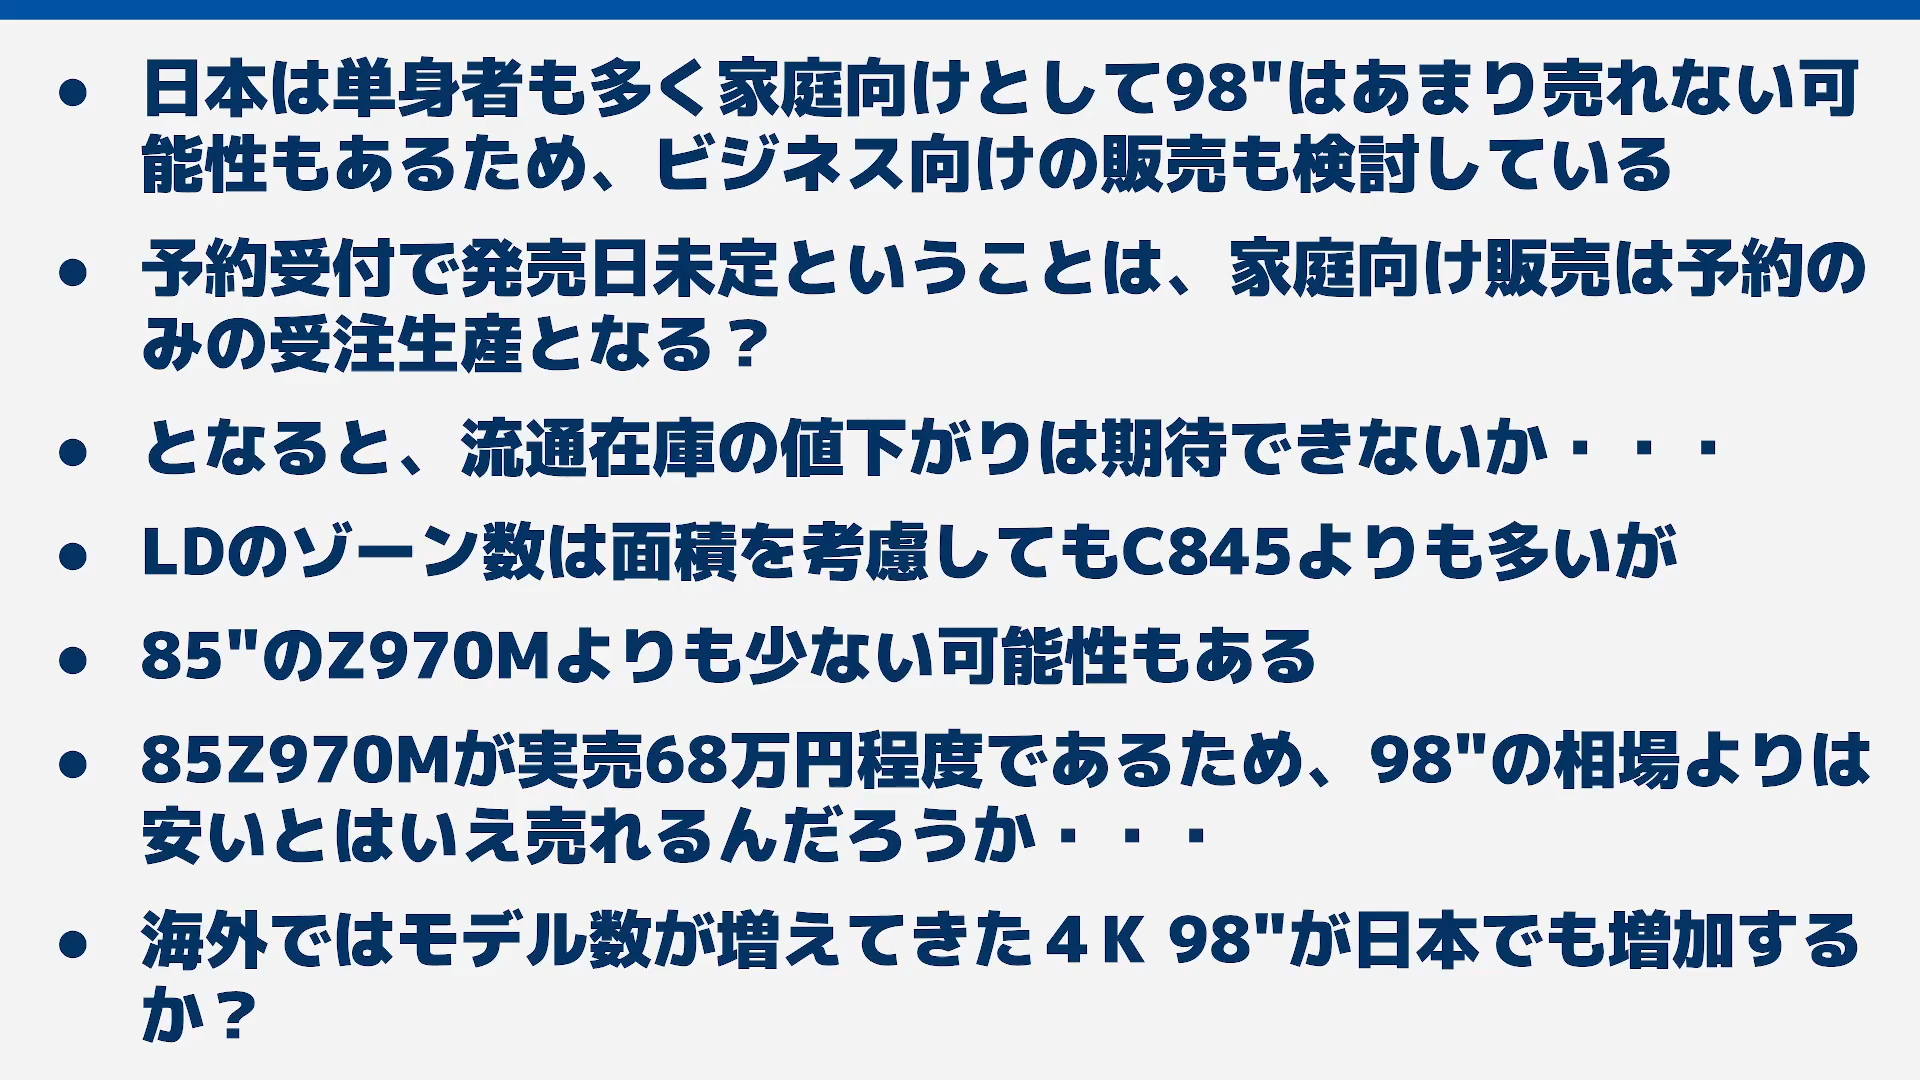 ● 日本は単身者も多く家庭向けとして98"はあまり売れない可
能性もあるため、ビジネス向けの販売も検討している
● 予約受付で発売日未定ということは、家庭向け販売は予約の
みの受注生産となる？
● となると、流通在庫の値下がりは期待できないか・・・
● LDのゾーン数は面積を考慮してもC845よりも多いが
● 85"のZ970Mよりも少ない可能性もある
● 85Z970Mが実売68万円程度であるため、98"の相場よりは
安いとはいえ売れるんだろうか・・・
● 海外ではモデル数が増えてきた４K 98"が日本でも増加する
か？